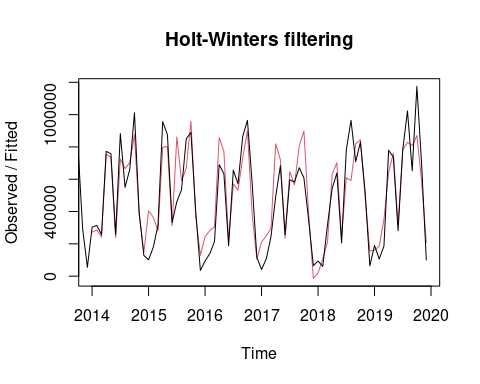 Holt-Winters filtering
Observed / Fitted
1000000
400000
0
2014 2015 2016 2017 2018 2019 2020
Time